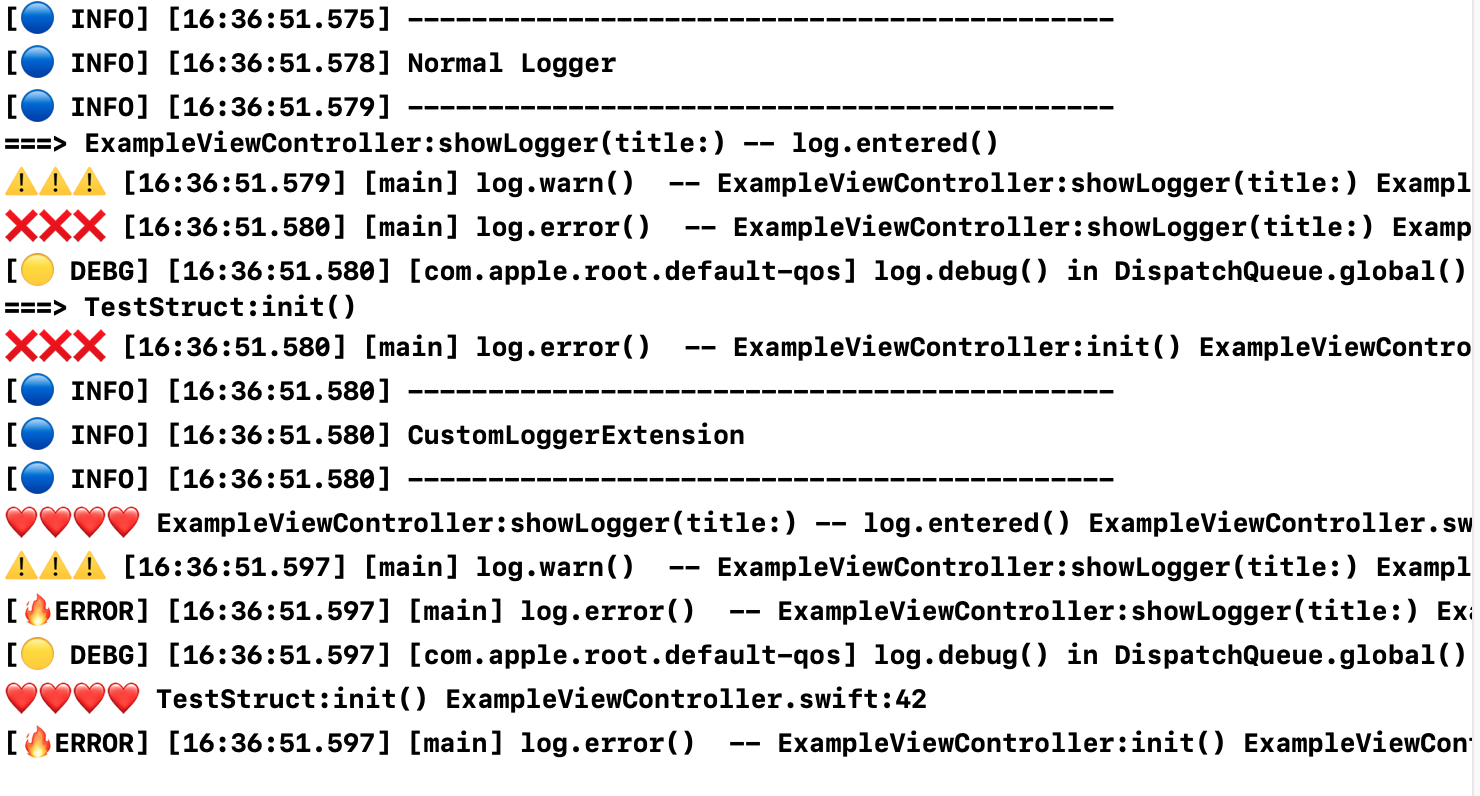 [🔵 INFO] [16:36:51.575] --------------------------------------------
[🔵 INFO] [16:36:51.578] Normal Logger
[🔵 INFO] [16:36:51.579] --------------------------------------------
===> ExampleViewController:showLogger(title:) -- log.entered()
⚠️⚠️⚠️ [16:36:51.579] [main] log.warn()  -- ExampleViewController:showLogger(title:) Exampl
❌❌❌ [16:36:51.580] [main] log.error()  -- ExampleViewController:showLogger(title:) Examp
[🟡 DEBG] [16:36:51.580] [com.apple.root.default-qos] log.debug() in DispatchQueue.global()
===> TestStruct:init()
❌❌❌ [16:36:51.580] [main] log.error()  -- ExampleViewController:init() ExampleViewContro
[🔵 INFO] [16:36:51.580] --------------------------------------------
[🔵 INFO] [16:36:51.580] CustomLoggerExtension
[🔵 INFO] [16:36:51.580] --------------------------------------------
❤️❤️❤️❤️ ExampleViewController:showLogger(title:) -- log.entered() ExampleViewController.sw
⚠️⚠️⚠️ [16:36:51.597] [main] log.warn()  -- ExampleViewController:showLogger(title:) Exampl
[🔥ERROR] [16:36:51.597] [main] log.error()  -- ExampleViewController:showLogger(title:) Ex
[🟡 DEBG] [16:36:51.597] [com.apple.root.default-qos] log.debug() in DispatchQueue.global()
❤️❤️❤️❤️ TestStruct:init() ExampleViewController.swift:42
[🔥ERROR] [16:36:51.597] [main] log.error()  -- ExampleViewController:init() ExampleViewCon